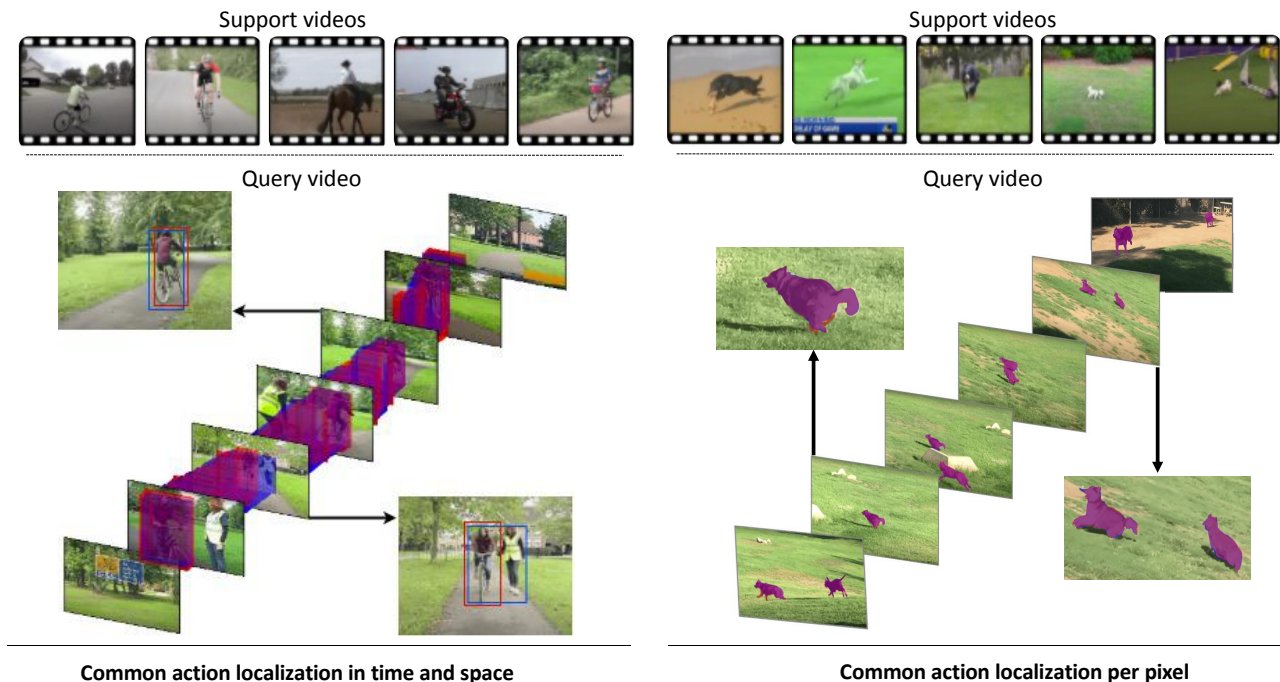 Support videos
Query video
Common action localization in time and space
Support videos
Query video
Common action localization per pixel